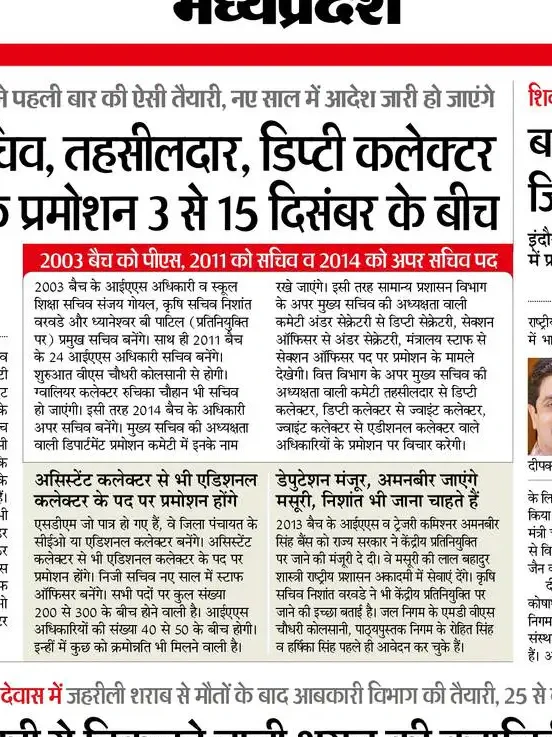 मध्यप्रदेश
पहली बार की ऐसी तैयारी, नए साल में आदेश जारी हो जाएंगे
तहसीलदार, डिप्टी कलेक्टर
प्रमोशन 3 से 15 दिसंबर के बीच
2003 बैच को पीएस, 2011 को सचिव व 2014 को अपर सचिव पद
2003 बैच के आईएएस अधिकारी व स्कूल
शिक्षा सचिव संजय गोयल, कृषि सचिव निशांत
वरवडे और ध्यानेश्वर बी पाटिल (प्रतिनियुक्ति
पर) प्रमुख सचिव बनेंगे। साथ ही 2011 बैच
के 24 आईएएस अधिकारी सचिव बनेंगे।
शुरुआत वीएस चौधरी कोलसानी से होगी।
ग्वालियर कलेक्टर रुचिका चौहान भी सचिव
हो जाएंगी। इसी तरह 2014 बैच के अधिकारी
अपर सचिव बनेंगे। मुख्य सचिव की अध्यक्षता
वाली डिपार्टमेंट प्रमोशन कमेटी में इनके नाम
रखे जाएंगे। इसी तरह सामान्य प्रशासन विभाग
के अपर मुख्य सचिव की अध्यक्षता वाली
कमेटी अंडर सेक्रेटरी से डिप्टी सेक्रेटरी, सेक्शन
ऑफिसर से अंडर सेक्रेटरी, मंत्रालय स्टाफ से
सेक्शन ऑफिसर पद पर प्रमोशन के मामले
देखेगी। वित्त विभाग के अपर मुख्य सचिव की
अध्यक्षता वाली कमेटी तहसीलदार से डिप्टी
कलेक्टर, डिप्टी कलेक्टर से ज्वाइंट कलेक्टर,
ज्वाइंट कलेक्टर से एडीशनल कलेक्टर वाले
अधिकारियों के प्रमोशन पर विचार करेगी।
असिस्टेंट कलेक्टर से भी एडिशनल
कलेक्टर के पद पर प्रमोशन होंगे
एसडीएम जो पात्र हो गए हैं, वे जिला पंचायत के
सीईओ या एडिशनल कलेक्टर बनेंगे। असिस्टेंट
कलेक्टर से भी एडिशनल कलेक्टर के पद पर
प्रमोशन होंगे। निजी सचिव नए साल में स्टाफ
ऑफिसर बनेंगे। सभी पदों पर कुल संख्या
200 से 300 के बीच होने वाली है। आईएएस
अधिकारियों की संख्या 40 से 50 के बीच होगी।
इन्हीं में कुछ को क्रमोन्नति भी मिलने वाली है।
डेपुटेशन मंजूर, अमनबीर जाएंगे
मसूरी, निशांत भी जाना चाहते हैं
2013 बैच के आईएएस व ट्रेजरी कमिश्नर अमनबीर
सिंह बैंस को राज्य सरकार ने केंद्रीय प्रतिनियुक्ति
पर जाने की मंजूरी दे दी। वे मसूरी की लाल बहादुर
शास्त्री राष्ट्रीय प्रशासन अकादमी में सेवाएं देंगे। कृषि
सचिव निशांत वरवडे ने भी केंद्रीय प्रतिनियुक्ति पर
जाने की इच्छा बताई है। जल निगम के एमडी वीएस
चौधरी कोलसानी, पाठ्यपुस्तक निगम के रोहित सिंह
व हर्षिका सिंह पहले ही आवेदन कर चुके हैं।
देवास में जहरीली शराब से मौतों के बाद आबकारी विभाग की तैयारी, 25 से